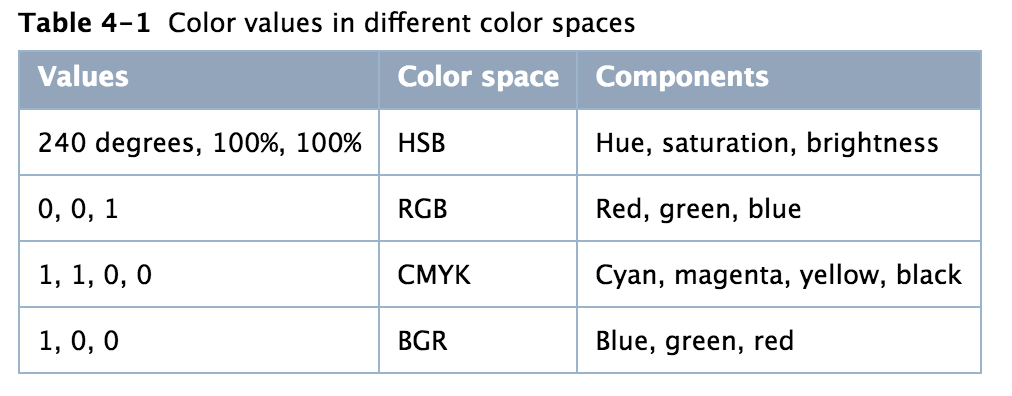 Table 4-1 Color values in different color spaces
Values Color space Components
240 degrees, 100%, 100% HSB Hue, saturation, brightness
0, 0, 1 RGB Red, green, blue
1, 1, 0, 0 CMYK Cyan, magenta, yellow, black
1, 0, 0 BGR Blue, green, red